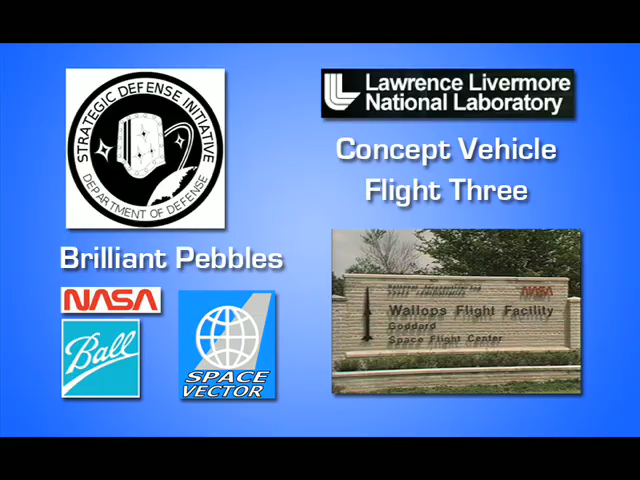 STRATEGIC DEFENSE INITIATIVE
DEPARTMENT OF DEFENSE
Brilliant Pebbles
NASA
Ball
SPACE
VECTOR
Lawrence Livermore
National Laboratory
Concept Vehicle
Flight Three
NASA
Wallops Flight Facility
Goddard
Space Flight Center